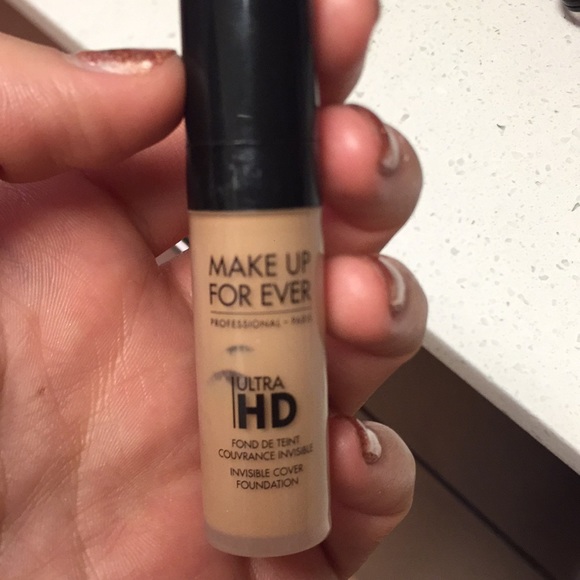 MAKE UP
FOR EVER
PROFESSIONAL – PARIS
ULTRA
HD
FOND DE TEINT
COUVRANCE INVISIBLE
INVISIBLE COVER
FOUNDATION